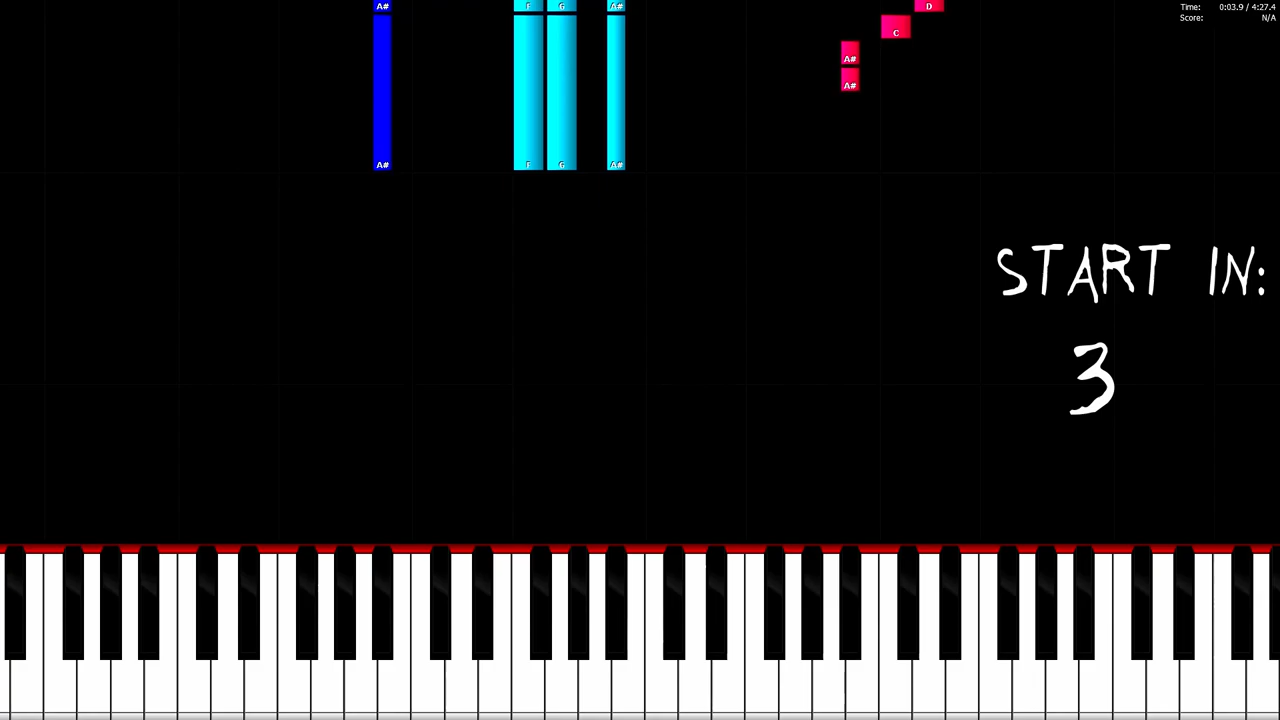 A# F G A# D
Time: 0:03.9 / 4:27.4
Score: N/A
C
A#
A#
A# F G A#
START IN:
3